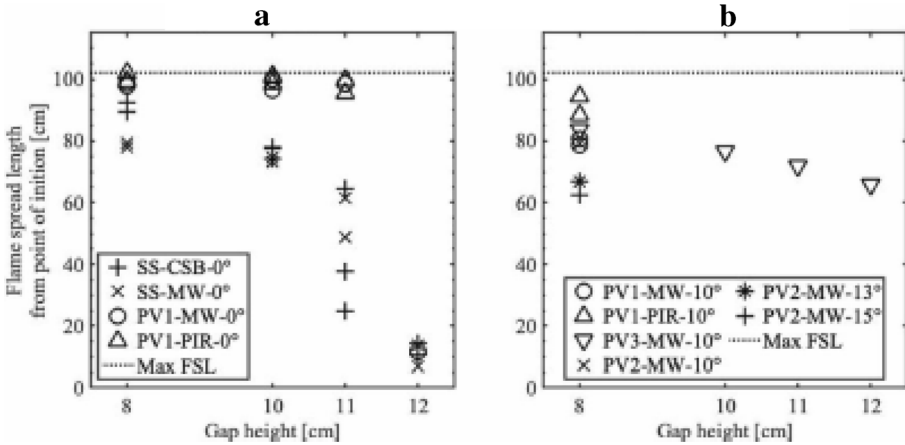 a
b
Flame spread length
from point of inition [cm]
100
80
60
40
20
0
SS-CSB-0°
SS-MW-0°
PV1-MW-0°
PV1-PIR-0°
Max FSL
8
10
11
12
Gap height [cm]
100
80
60
40
20
0
PV1-MW-10°
PV1-PIR-10°
PV3-MW-10°
PV2-MW-10°
PV2-MW-13°
PV2-MW-15°
Max FSL
8
10
11
12
Gap height [cm]